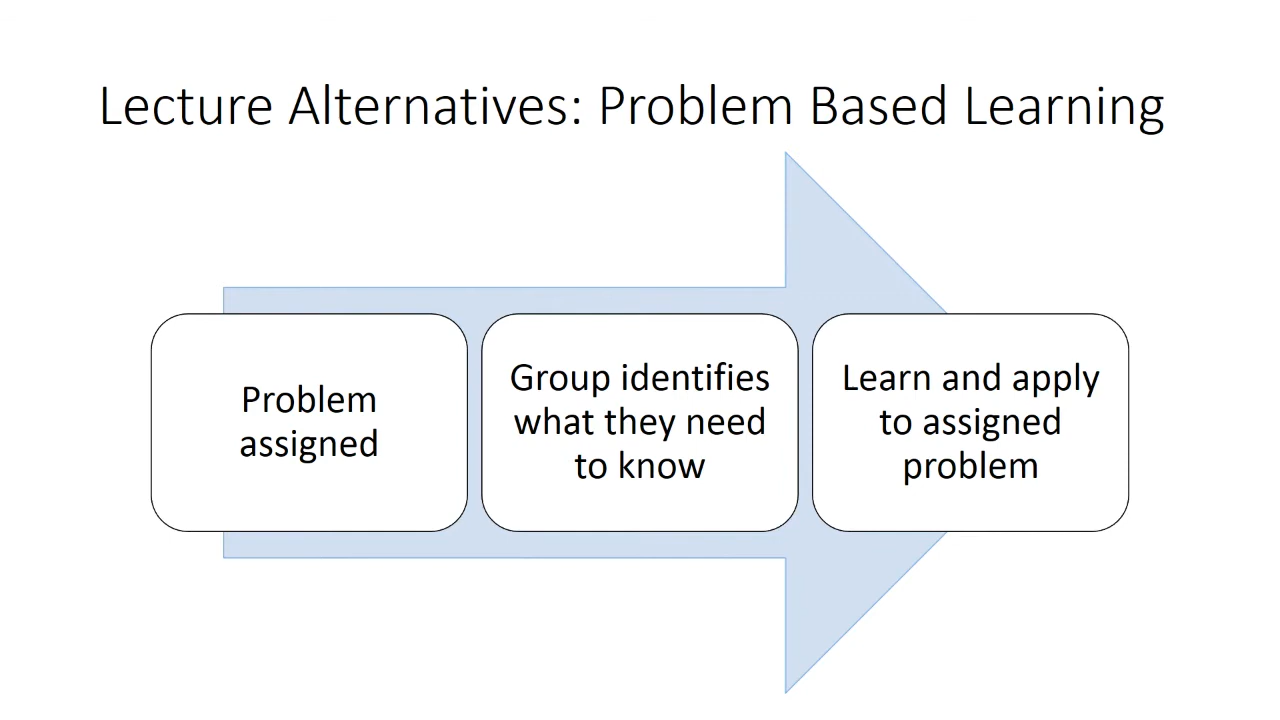 Lecture Alternatives: Problem Based Learning
Problem
assigned
Group identifies
what they need
to know
Learn and apply
to assigned
problem